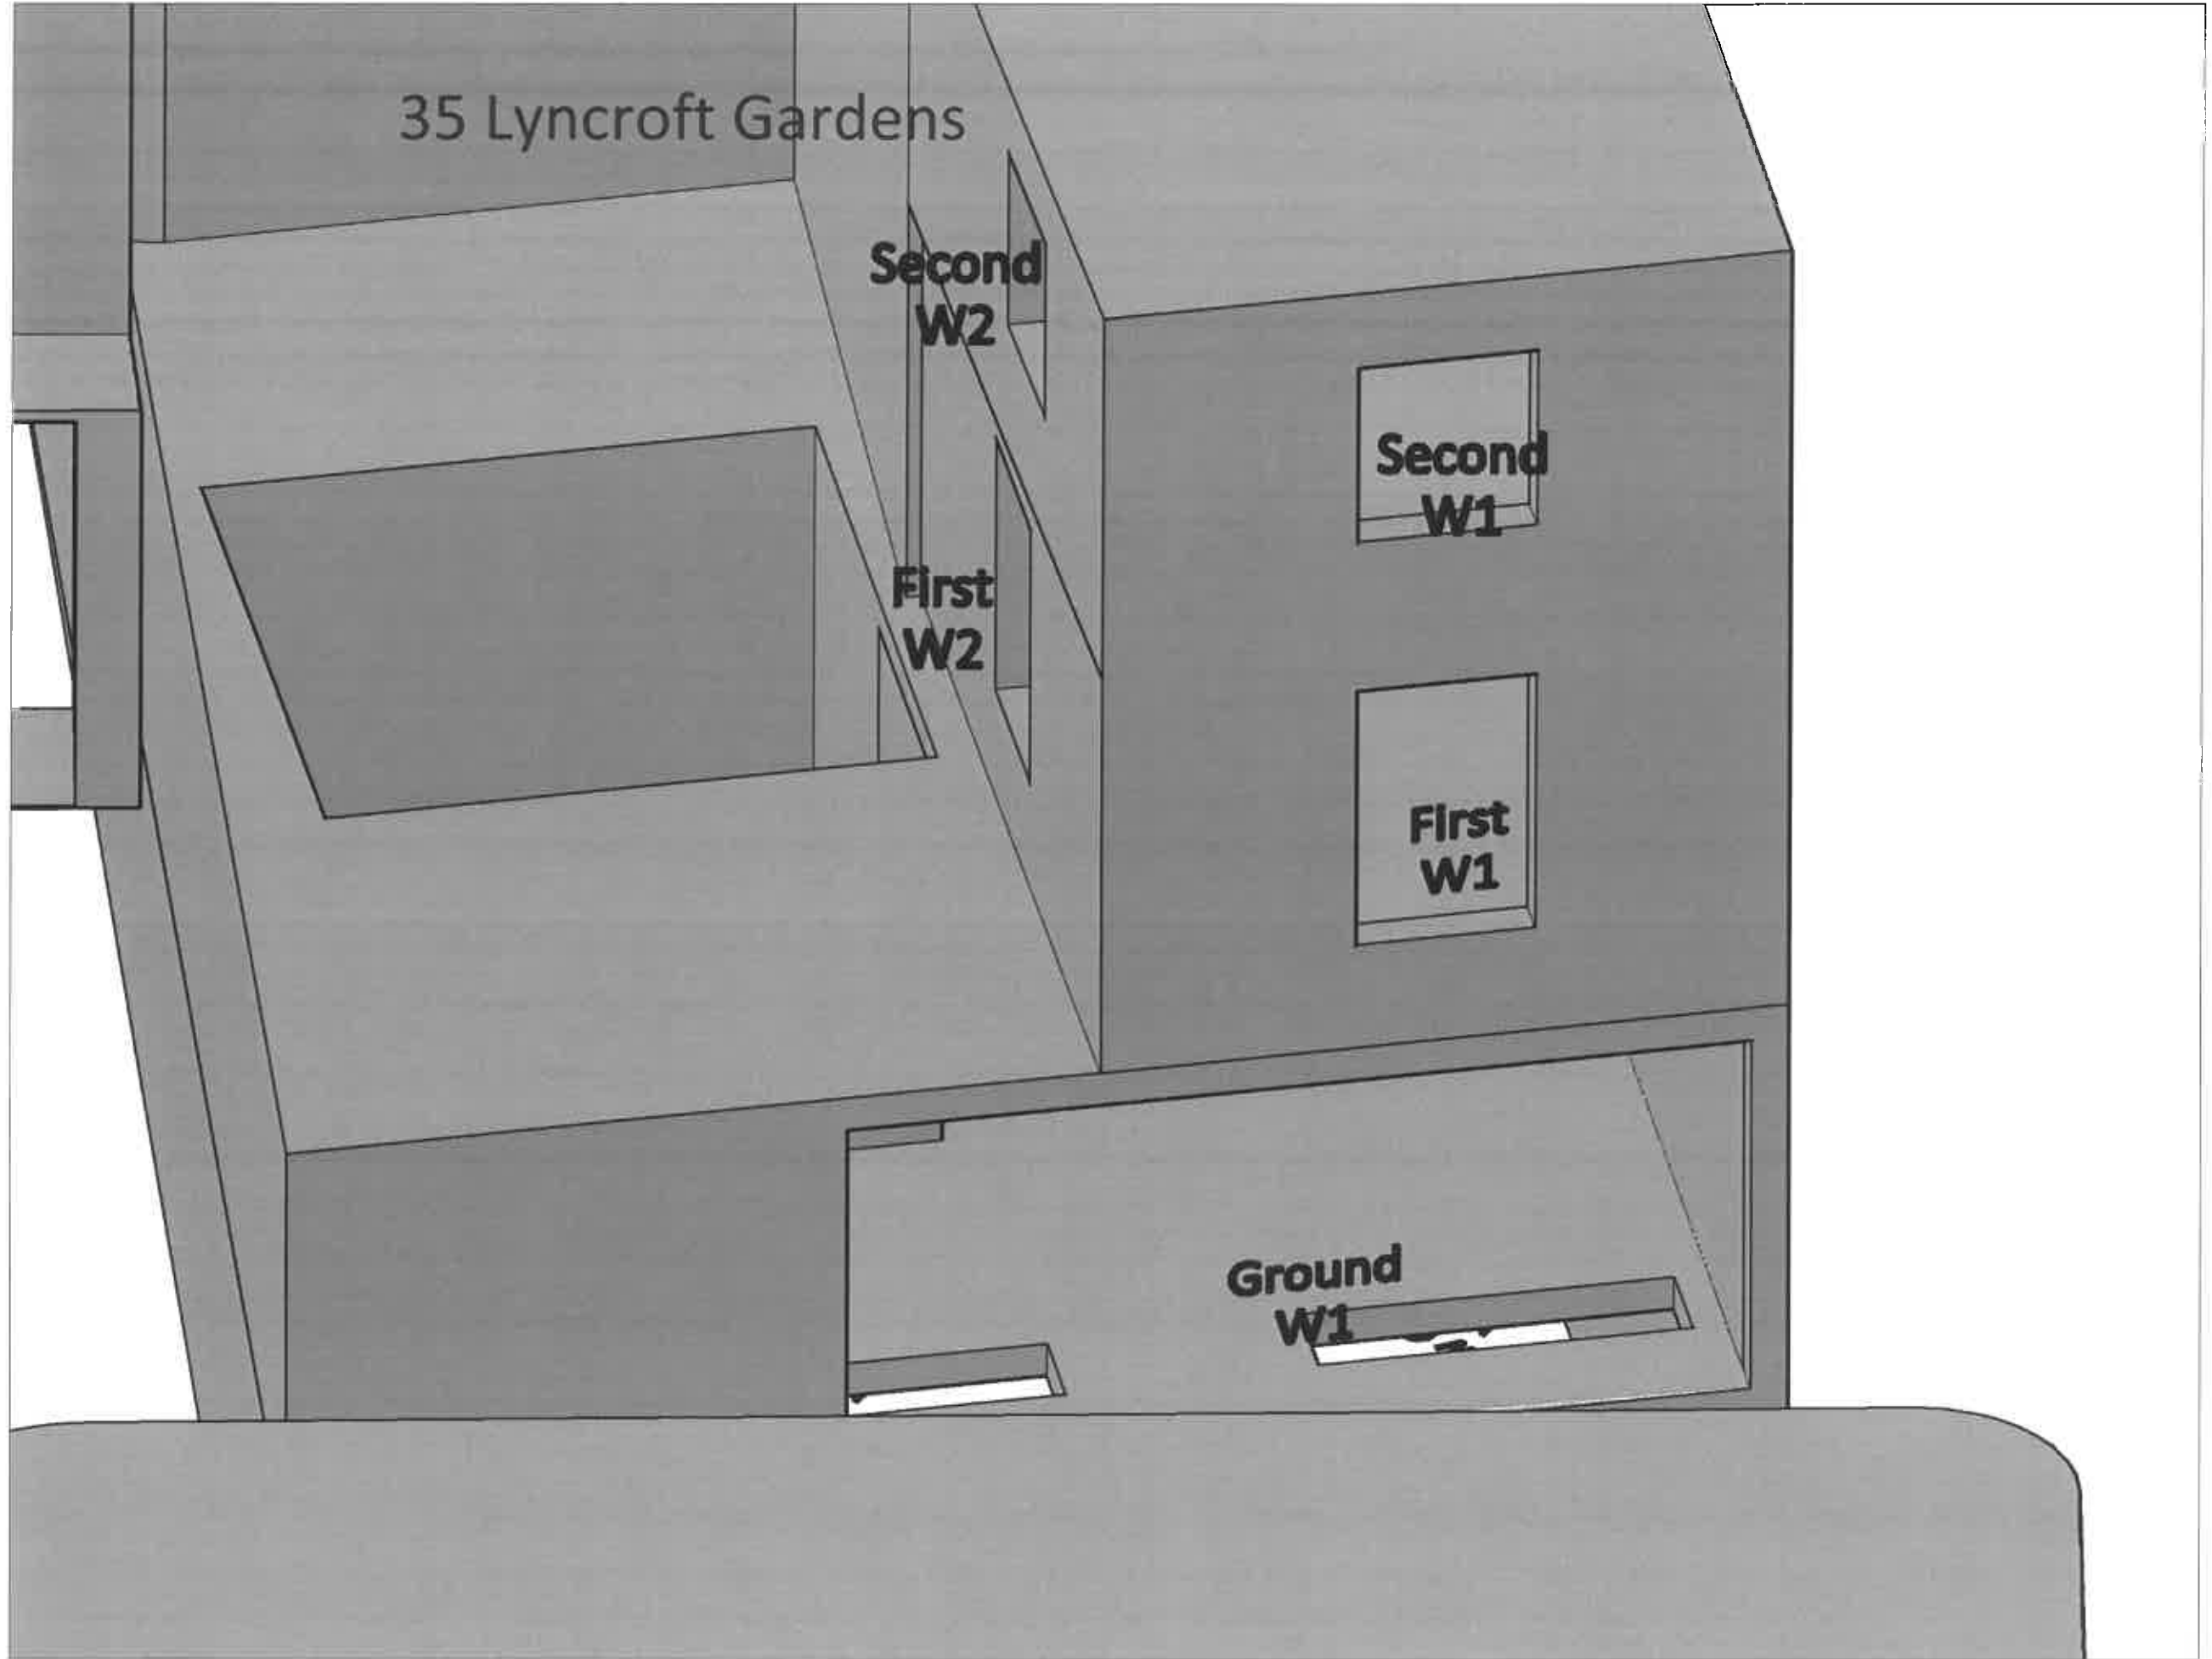 35 Lyncroft Gardens
Second
W2
Second
W1
First
W2
First
W1
Ground
W1